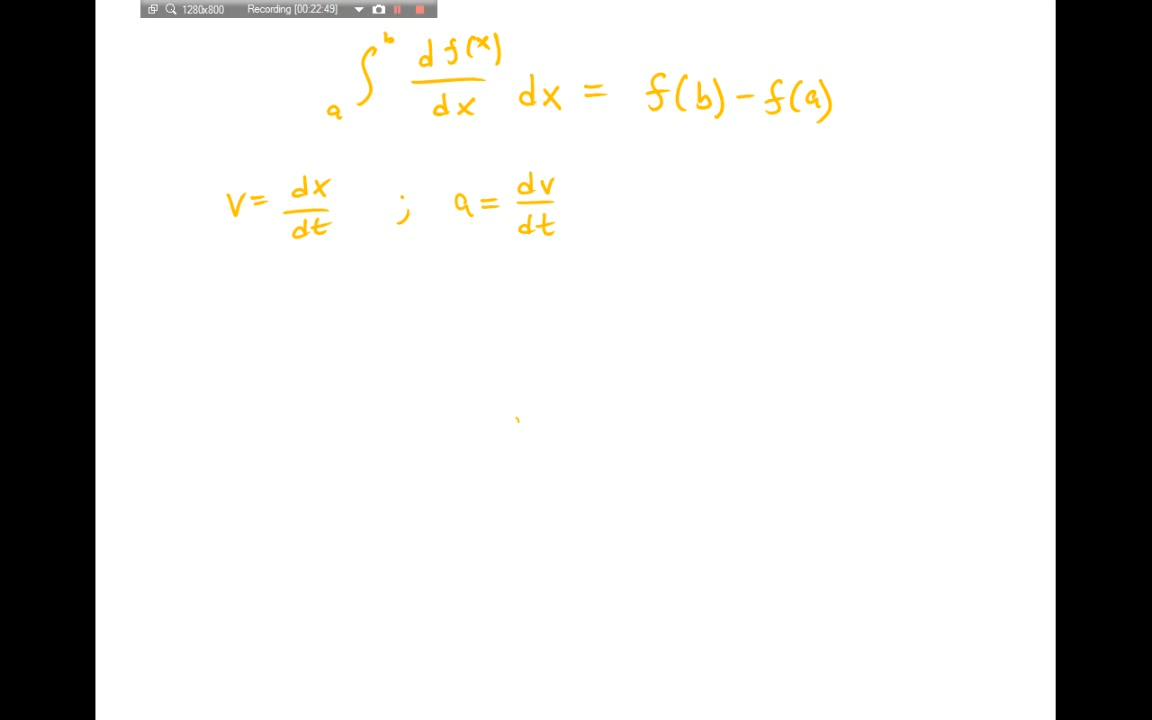 1280x800 Recording [00:22:49]
a∫b df(x)/dx dx = f(b) - f(a)
v = dx/dt ; a = dv/dt